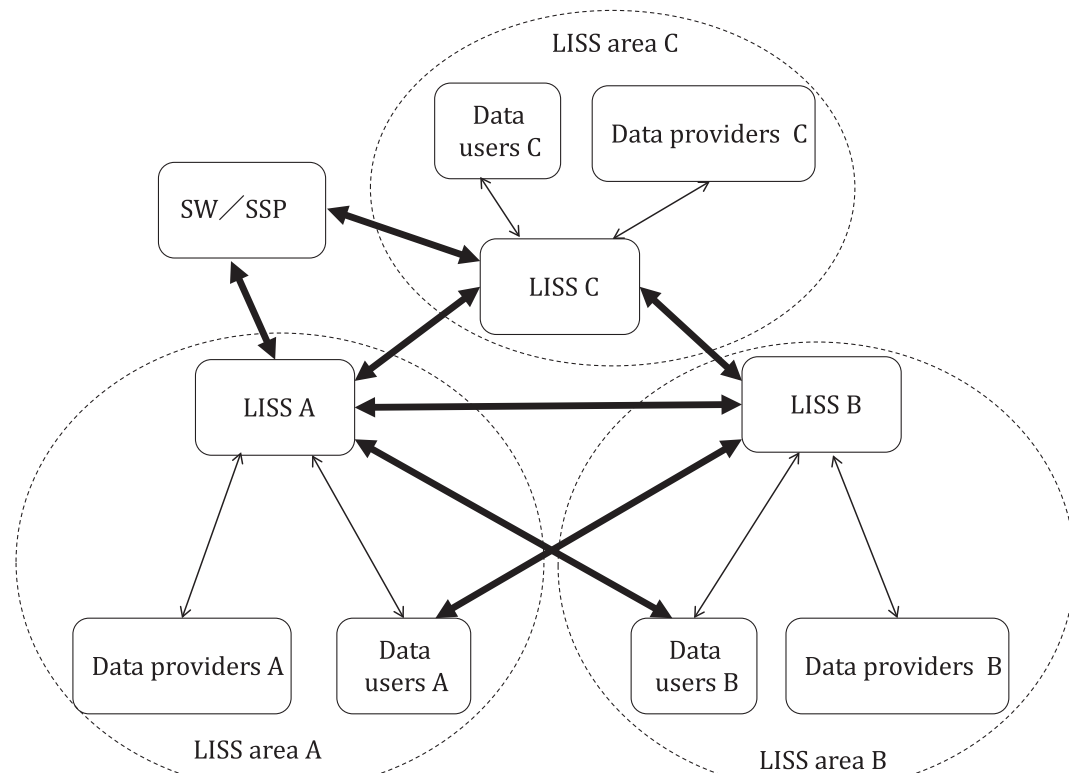 LISS area C
Data
users C
Data providers C
SW／SSP
LISS C
LISS A
LISS B
Data providers A
Data
users A
Data
users B
Data providers B
LISS area A
LISS area B